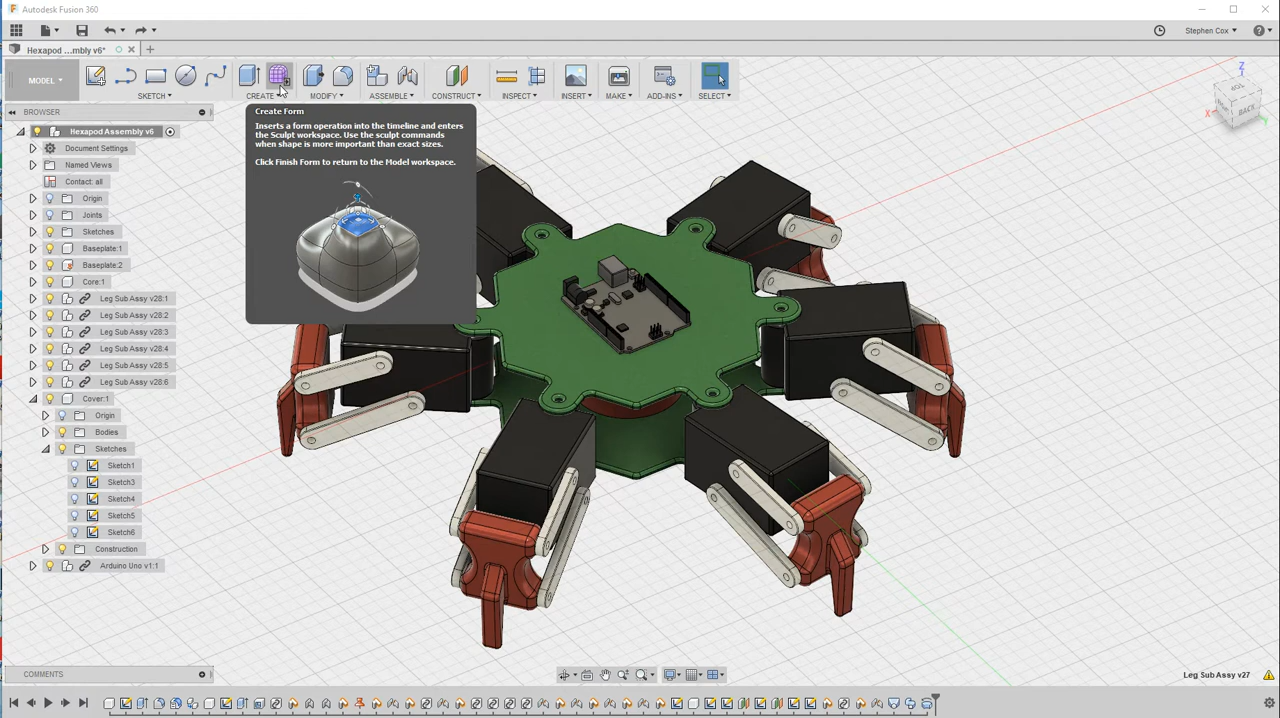 Autodesk Fusion 360
Stephen Cox
Hexapod ...mbly v6*
MODEL
SKETCH
CREATE
MODIFY
ASSEMBLE
CONSTRUCT
INSPECT
INSERT
MAKE
ADD-INS
SELECT
Z
TOP
BACK
X
Y
BROWSER
Create Form
Inserts a form operation into the timeline and enters
the Sculpt workspace. Use the sculpt commands
when shape is more important than exact sizes.
Click Finish Form to return to the Model workspace.
Hexapod Assembly v6
Document Settings
Named Views
Contact: all
Origin
Joints
Sketches
Baseplate:1
Baseplate:2
Core:1
Leg Sub Assy v28:1
Leg Sub Assy v28:2
Leg Sub Assy v28:3
Leg Sub Assy v28:4
Leg Sub Assy v28:5
Leg Sub Assy v28:6
Cover:1
Origin
Bodies
Sketches
Sketch1
Sketch3
Sketch4
Sketch5
Sketch6
Construction
Arduino Uno v1:1
COMMENTS
Leg Sub Assy v27